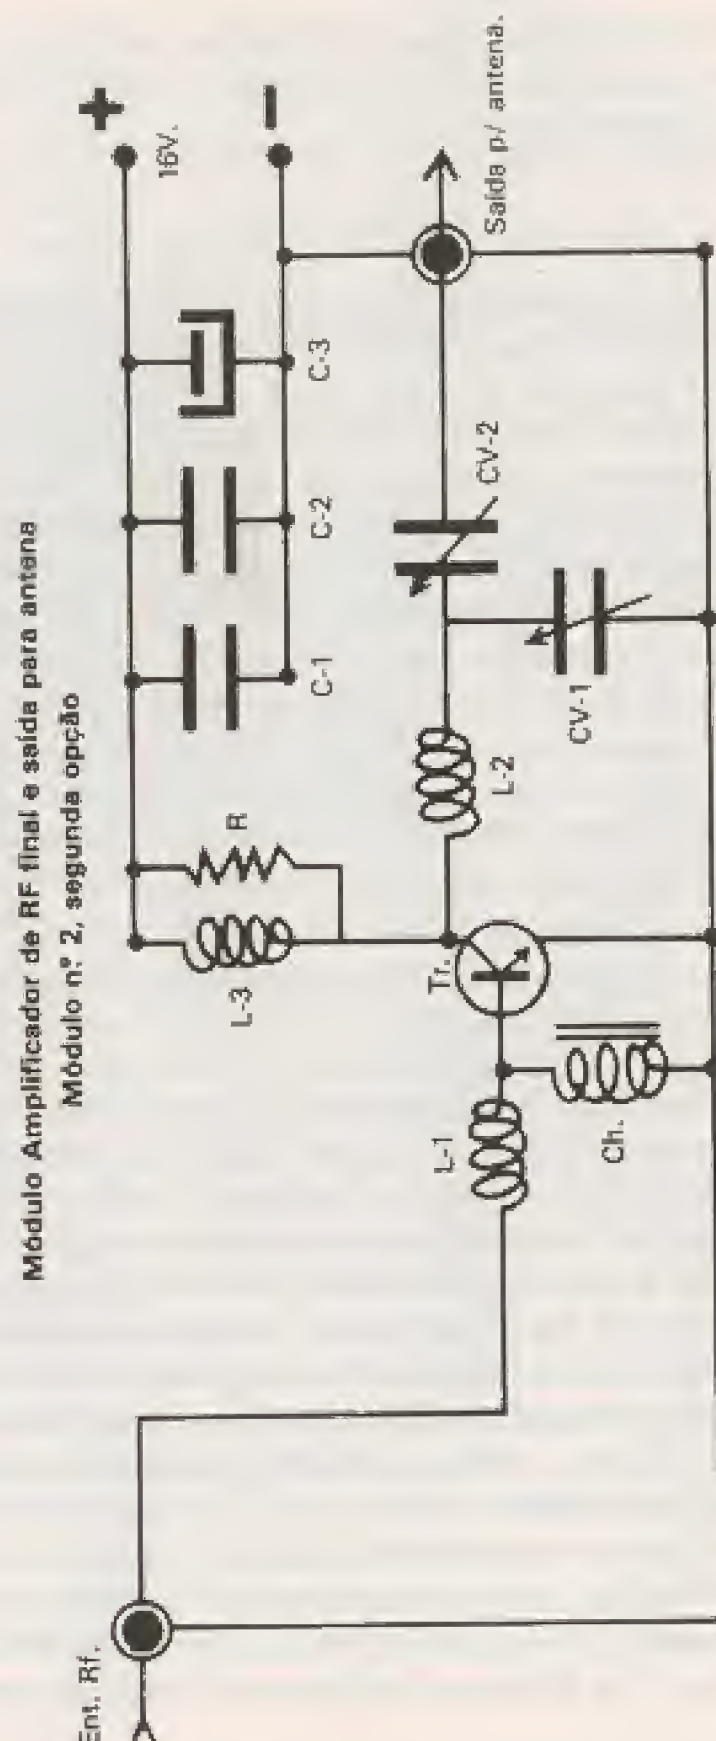 Módulo Amplificador de RF final e saída para antena
Módulo n.º 2, segunda opção
Ent. Rf.
L-1
Ch.
Tr.
L-3
R
L-2
CV-1
CV-2
C-1
C-2
C-3
+
16V.
−
Saída p/ antena.